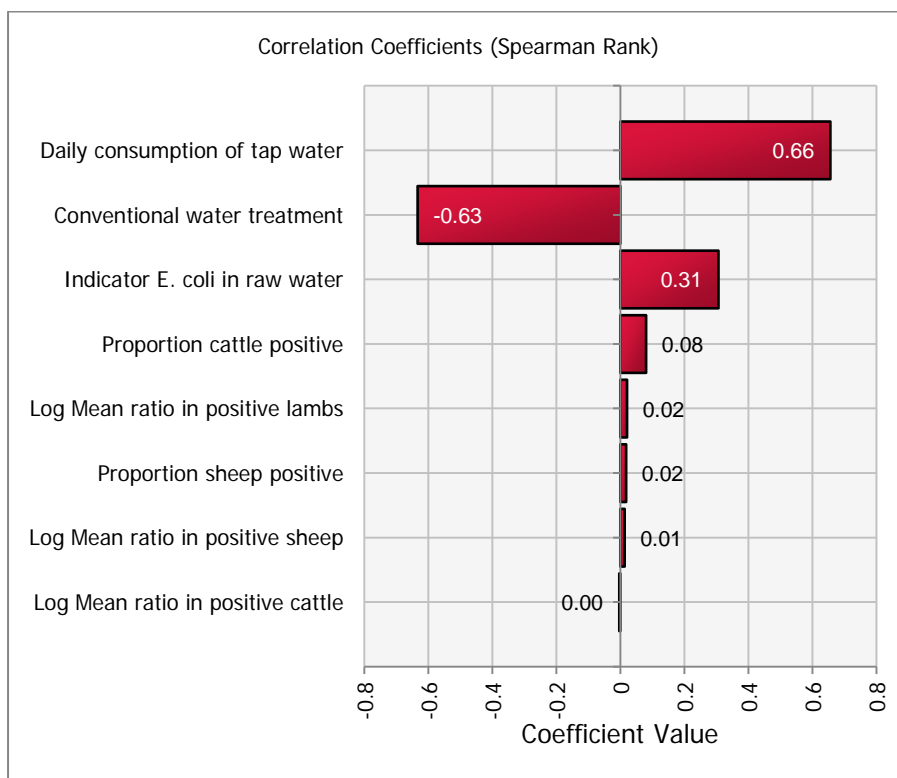 Correlation Coefficients (Spearman Rank)
Daily consumption of tap water
0.66
Conventional water treatment
-0.63
Indicator E. coli in raw water
0.31
Proportion cattle positive
0.08
Log Mean ratio in positive lambs
0.02
Proportion sheep positive
0.02
Log Mean ratio in positive sheep
0.01
Log Mean ratio in positive cattle
0.00
-0.8
-0.6
-0.4
-0.2
0
0.2
0.4
0.6
0.8
Coefficient Value